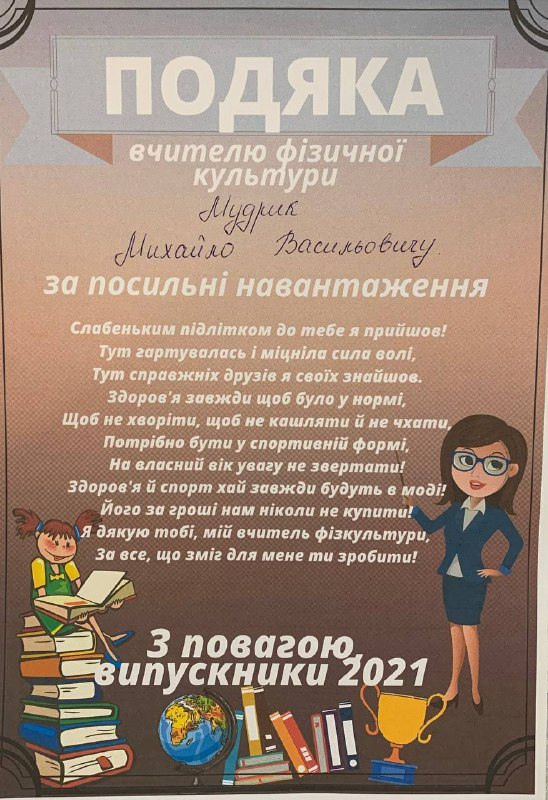 ПОДЯКА
вчителю фізичної
культури
Мудрик
Михайло Васильовичу
за посильні навантаження
Слабеньким підлітком до тебе я прийшов!
Тут гартувалась і міцніла сила волі,
Тут справжніх друзів я своїх знайшов.
Здоров'я завжди щоб було у нормі,
Щоб не хворіти, щоб не кашляти й не чхати,
Потрібно бути у спортивній формі,
На власний вік увагу не звертати!
Здоров'я й спорт хай завжди будуть в моді!
Його за гроші нам ніколи не купити!
Я дякую тобі, мій вчитель фізкультури,
За все, що зміг для мене ти зробити!
З повагою,
випускники 2021